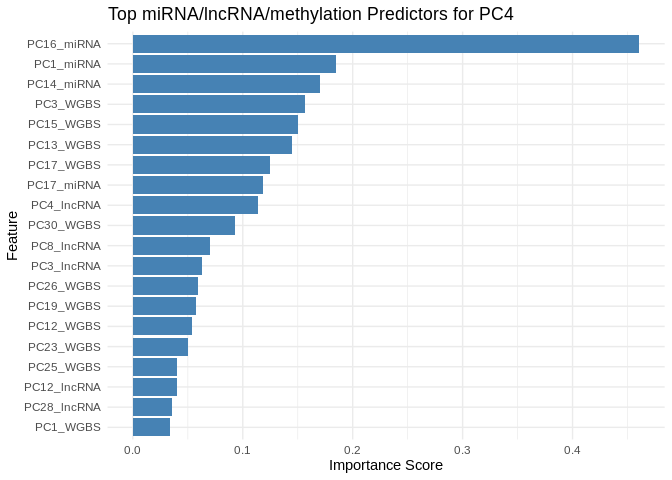 Top miRNA/lncRNA/methylation Predictors for PC4
Feature
PC16_miRNA
PC1_miRNA
PC14_miRNA
PC3_WGBS
PC15_WGBS
PC13_WGBS
PC17_WGBS
PC17_miRNA
PC4_lncRNA
PC30_WGBS
PC8_lncRNA
PC3_lncRNA
PC26_WGBS
PC19_WGBS
PC12_WGBS
PC23_WGBS
PC25_WGBS
PC12_lncRNA
PC28_lncRNA
PC1_WGBS
0.0 0.1 0.2 0.3 0.4
Importance Score